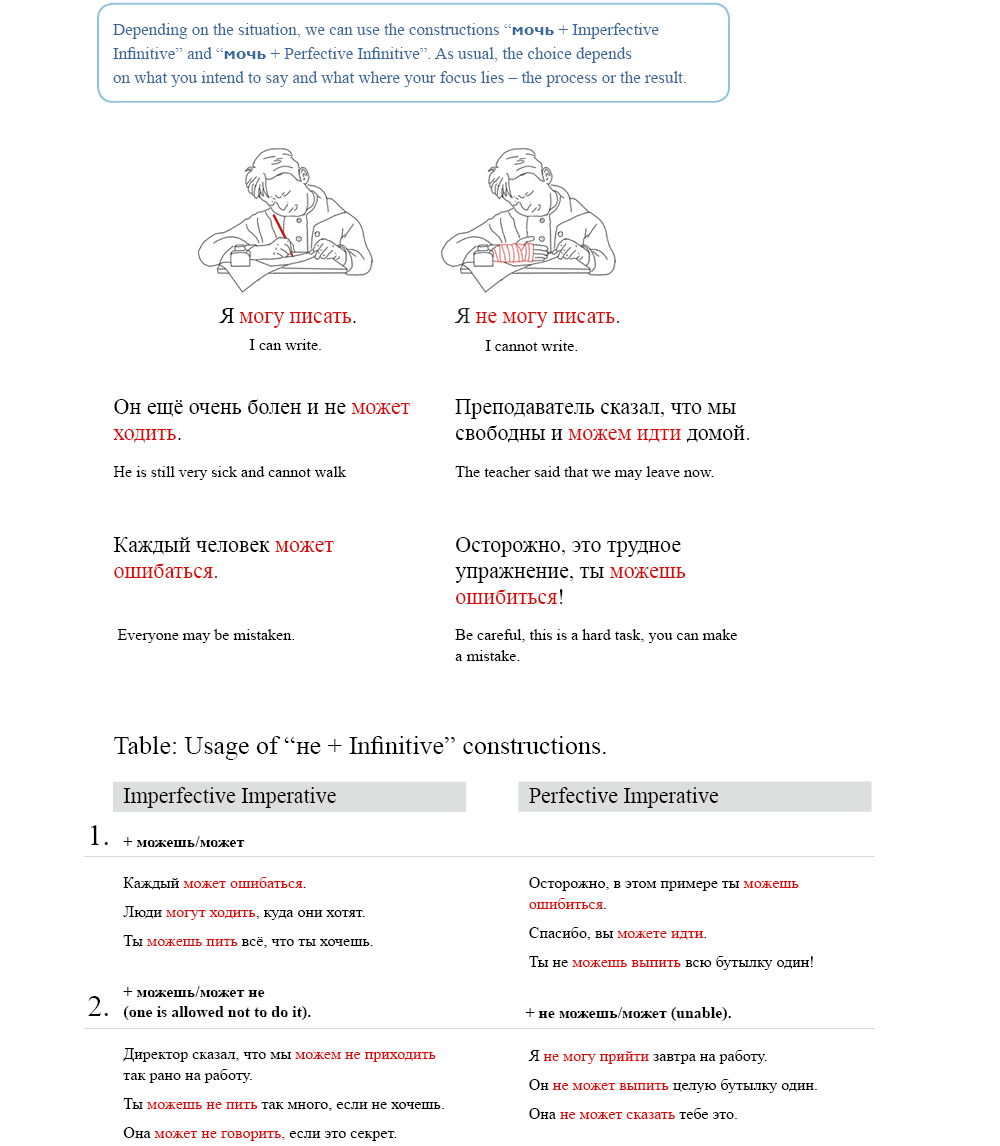 Depending on the situation, we can use the constructions “мочь + Imperfective
Infinitive” and “мочь + Perfective Infinitive”. As usual, the choice depends
on what you intend to say and what where your focus lies – the process or the result.
Я могу писать.
I can write.
Я не могу писать.
I cannot write.
Он ещё очень болен и не может
ходить.
He is still very sick and cannot walk
Преподаватель сказал, что мы
свободны и можем идти домой.
The teacher said that we may leave now.
Каждый человек может
ошибаться.
Everyone may be mistaken.
Осторожно, это трудное
упражнение, ты можешь
ошибиться!
Be careful, this is a hard task, you can make
a mistake.
Table: Usage of “не + Infinitive” constructions.
Imperfective Imperative
Perfective Imperative
1. + можешь/может
Каждый может ошибаться.
Люди могут ходить, куда они хотят.
Ты можешь пить всё, что ты хочешь.
Осторожно, в этом примере ты можешь
ошибиться.
Спасибо, вы можете идти.
Ты не можешь выпить всю бутылку один!
2. + можешь/может не
(one is allowed not to do it).
+ не можешь/может (unable).
Директор сказал, что мы можем не приходить
так рано на работу.
Ты можешь не пить так много, если не хочешь.
Она может не говорить, если это секрет.
Я не могу прийти завтра на работу.
Он не может выпить целую бутылку один.
Она не может сказать тебе это.